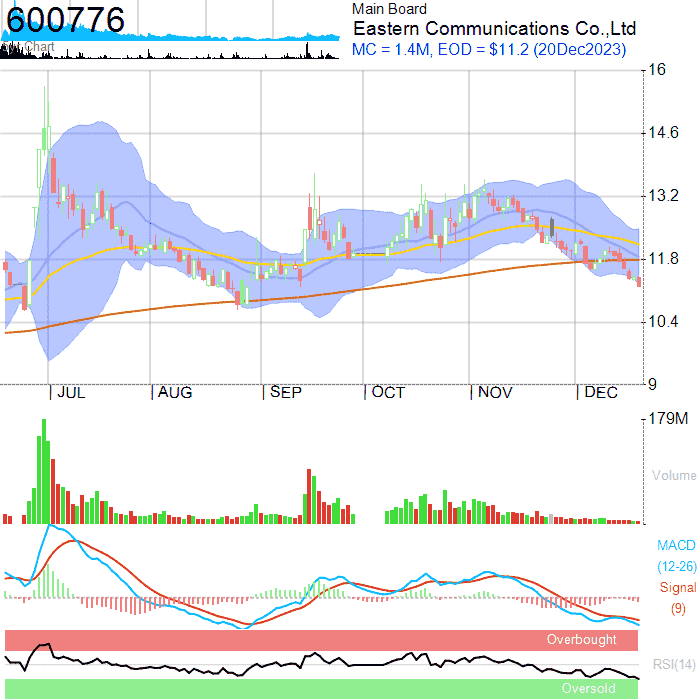 600776
Main Board
Eastern Communications Co.,Ltd
MC = 1.4M, EOD = $11.2 (20Dec2023)
Chart
16
14.6
13.2
11.8
10.4
9
JUL
AUG
SEP
OCT
NOV
DEC
179M
Volume
MACD
(12-26)
Signal
(9)
Overbought
RSI(14)
Oversold